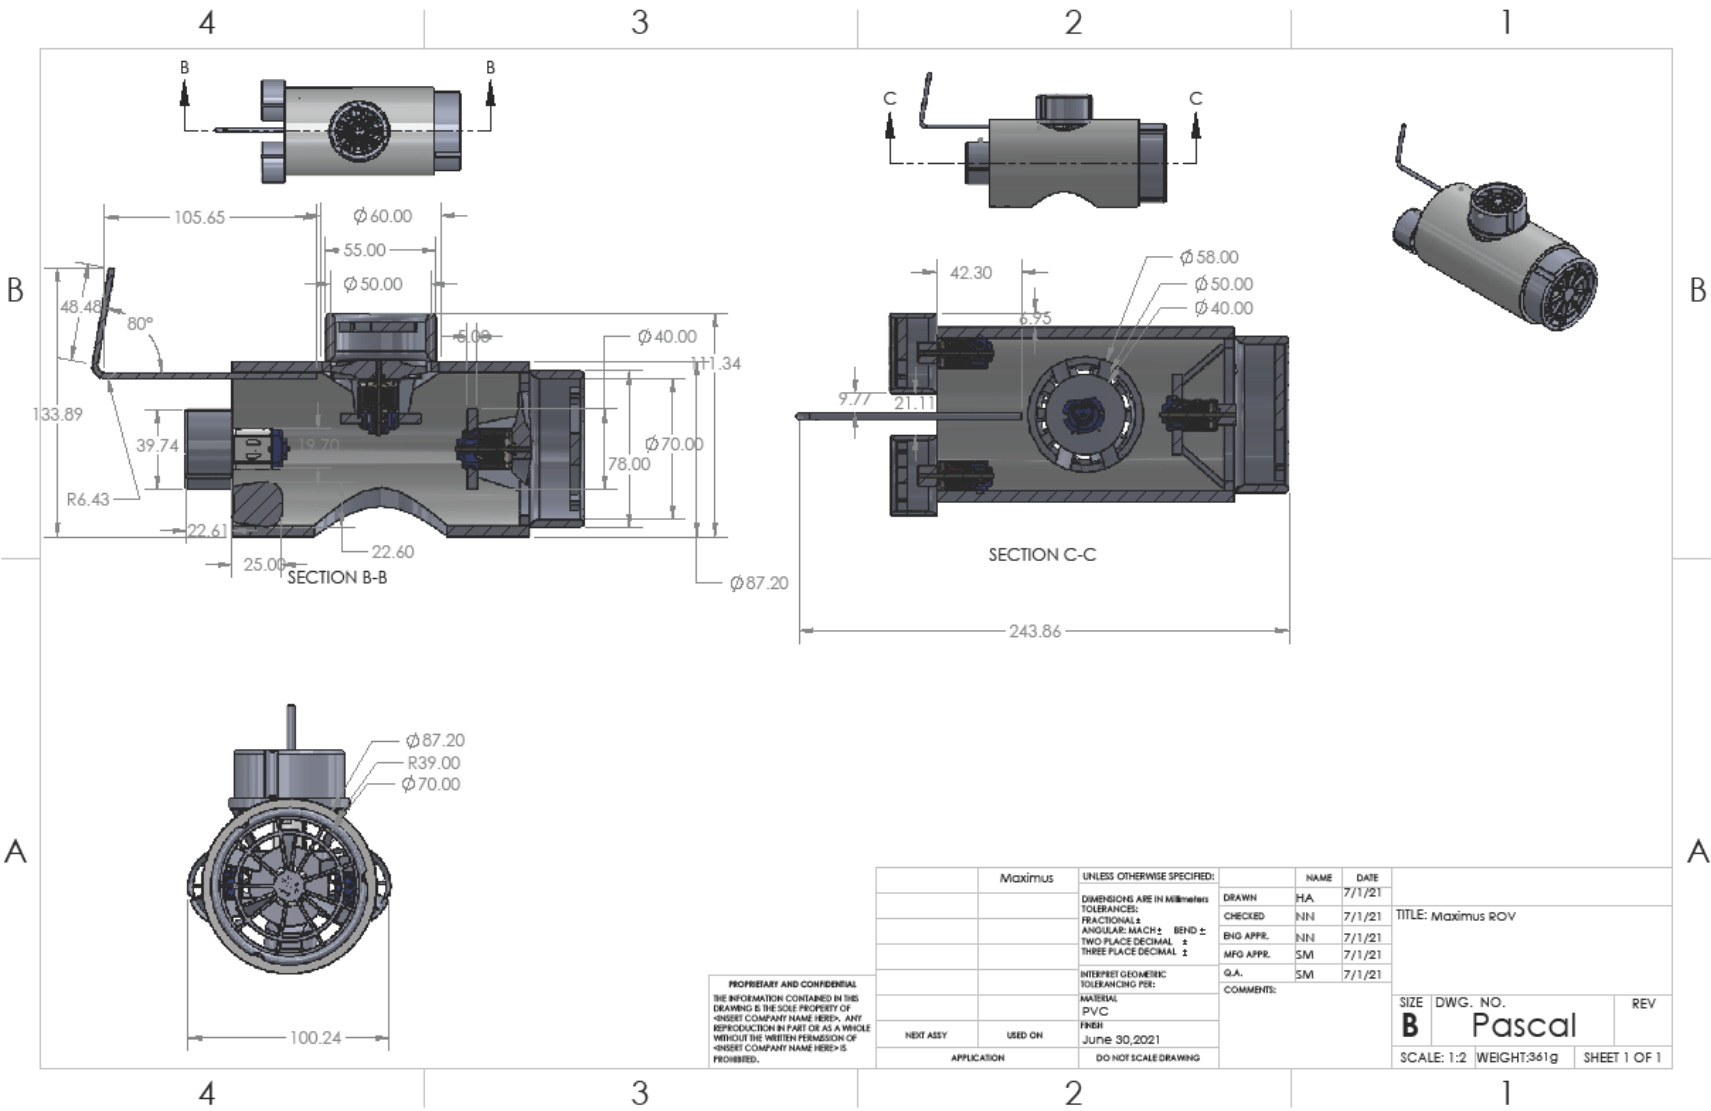 4
3
2
1
B
B
B
B
C
C
105.65
Ø60.00
55.00
Ø50.00
48.48
80°
5.00
Ø40.00
111.34
133.89
39.74
19.70
Ø70.00
78.00
R6.43
22.61
22.60
25.00
SECTION B-B
Ø87.20
42.30
Ø58.00
Ø50.00
Ø40.00
6.95
9.77
21.11
SECTION C-C
243.86
Ø87.20
R39.00
Ø70.00
100.24
A
A
PROPRIETARY AND CONFIDENTIAL
THE INFORMATION CONTAINED IN THIS
DRAWING IS THE SOLE PROPERTY OF
<INSERT COMPANY NAME HERE>. ANY
REPRODUCTION IN PART OR AS A WHOLE
WITHOUT THE WRITTEN PERMISSION OF
<INSERT COMPANY NAME HERE> IS
PROHIBITED.
Maximus
NEXT ASSY
USED ON
APPLICATION
UNLESS OTHERWISE SPECIFIED:
DIMENSIONS ARE IN Millimeters
TOLERANCES:
FRACTIONAL±
ANGULAR: MACH± BEND ±
TWO PLACE DECIMAL ±
THREE PLACE DECIMAL ±
INTERPRET GEOMETRIC
TOLERANCING PER:
MATERIAL
PVC
FINISH
June 30,2021
DO NOT SCALE DRAWING
NAME DATE
DRAWN HA 7/1/21
CHECKED NN 7/1/21
ENG APPR. NN 7/1/21
MFG APPR. SM 7/1/21
Q.A. SM 7/1/21
COMMENTS:
TITLE: Maximus ROV
SIZE DWG. NO. REV
B Pascal
SCALE: 1:2 WEIGHT:361g SHEET 1 OF 1
4
3
2
1